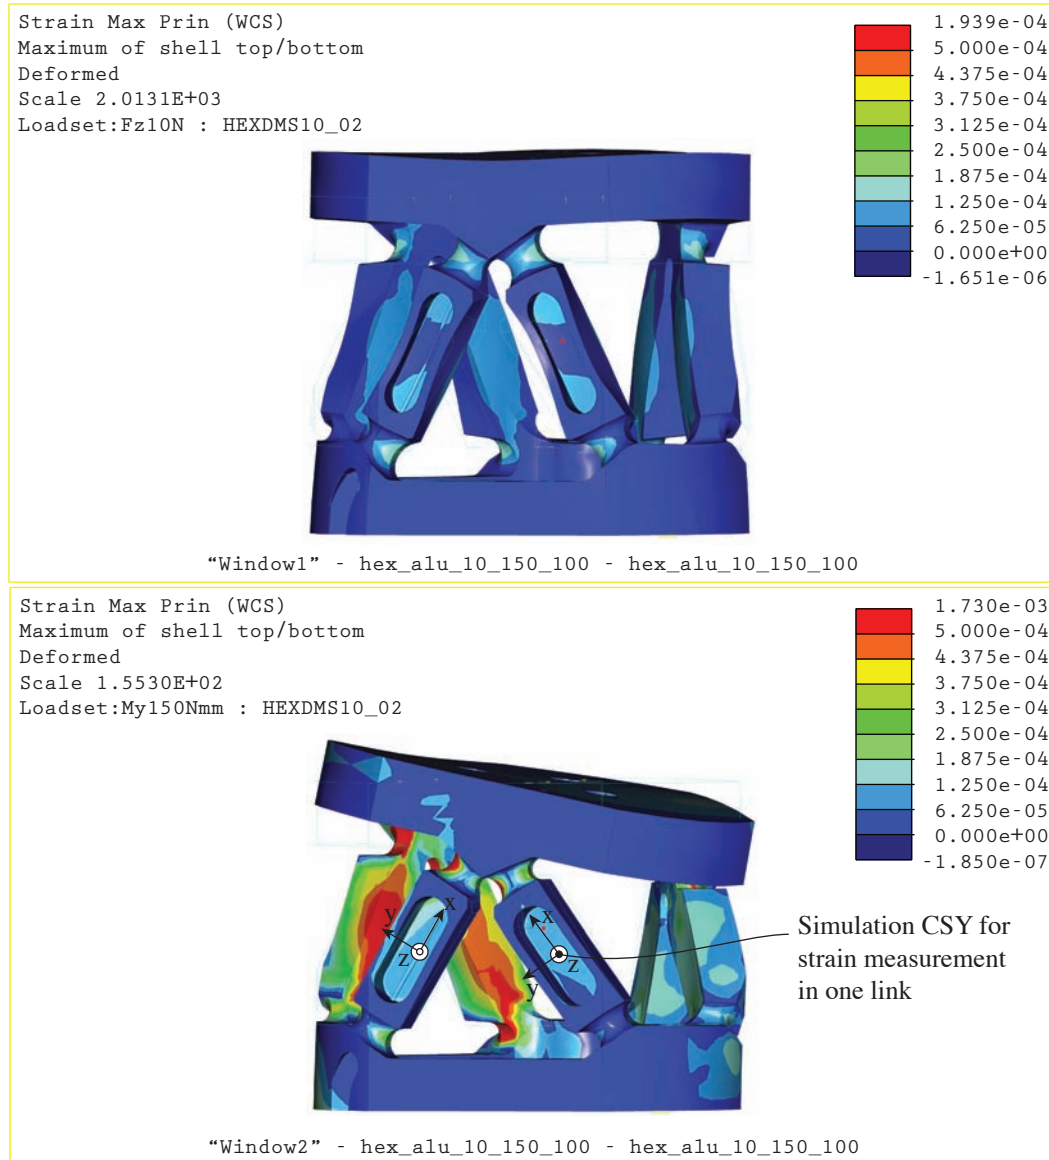 Strain Max Prin (WCS)
Maximum of shell top/bottom
Deformed
Scale 2.0131E+03
Loadset:Fz10N : HEXDMS10_02
1.939e-04
5.000e-04
4.375e-04
3.750e-04
3.125e-04
2.500e-04
1.875e-04
1.250e-04
6.250e-05
0.000e+00
-1.651e-06
“Window1” - hex_alu_10_150_100 - hex_alu_10_150_100
Strain Max Prin (WCS)
Maximum of shell top/bottom
Deformed
Scale 1.5530E+02
Loadset:My150Nmm : HEXDMS10_02
1.730e-03
5.000e-04
4.375e-04
3.750e-04
3.125e-04
2.500e-04
1.875e-04
1.250e-04
6.250e-05
0.000e+00
-1.850e-07
y
x
z
x
y
z
Simulation CSY for
strain measurement
in one link
“Window2” - hex_alu_10_150_100 - hex_alu_10_150_100